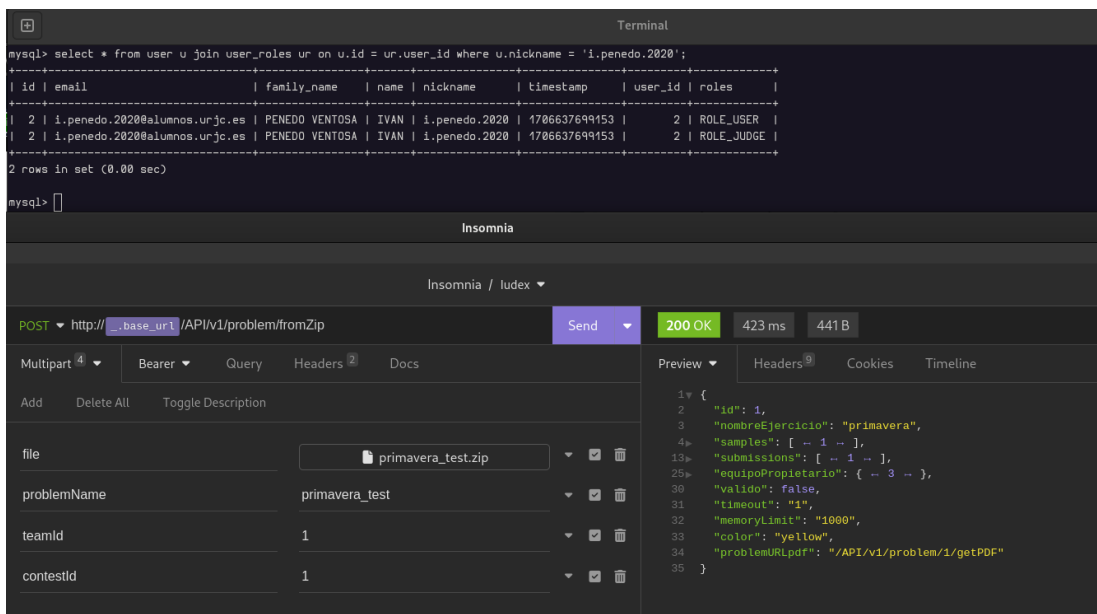 Terminal
mysql> select * from user u join user_roles ur on u.id = ur.user_id where u.nickname = 'i.penedo.2020';
+----+------------------------------+----------------+------+---------------+---------------+---------+------------+
| id | email                        | family_name    | name | nickname      | timestamp     | user_id | roles      |
+----+------------------------------+----------------+------+---------------+---------------+---------+------------+
|  2 | i.penedo.2020@alumnos.urjc.es | PENEDO VENTOSA | IVAN | i.penedo.2020 | 1706637699153 |       2 | ROLE_USER  |
|  2 | i.penedo.2020@alumnos.urjc.es | PENEDO VENTOSA | IVAN | i.penedo.2020 | 1706637699153 |       2 | ROLE_JUDGE |
+----+------------------------------+----------------+------+---------------+---------------+---------+------------+
2 rows in set (0.00 sec)
mysql>
Insomnia
Insomnia / Iudex
POST http:// _.base_url /API/v1/problem/fromZip Send 200 OK 423 ms 441 B
Multipart 4 Bearer Query Headers 2 Docs Preview Headers 9 Cookies Timeline
Add Delete All Toggle Description
file primavera_test.zip
problemName primavera_test
teamId 1
contestId 1
1 {
2 "id": 1,
3 "nombreEjercicio": "primavera",
4 "samples": [ ↔ 1 ↔ ],
13 "submissions": [ ↔ 1 ↔ ],
25 "equipoPropietario": { ↔ 3 ↔ },
30 "valido": false,
31 "timeout": "1",
32 "memoryLimit": "1000",
33 "color": "yellow",
34 "problemURLpdf": "/API/v1/problem/1/getPDF"
35 }